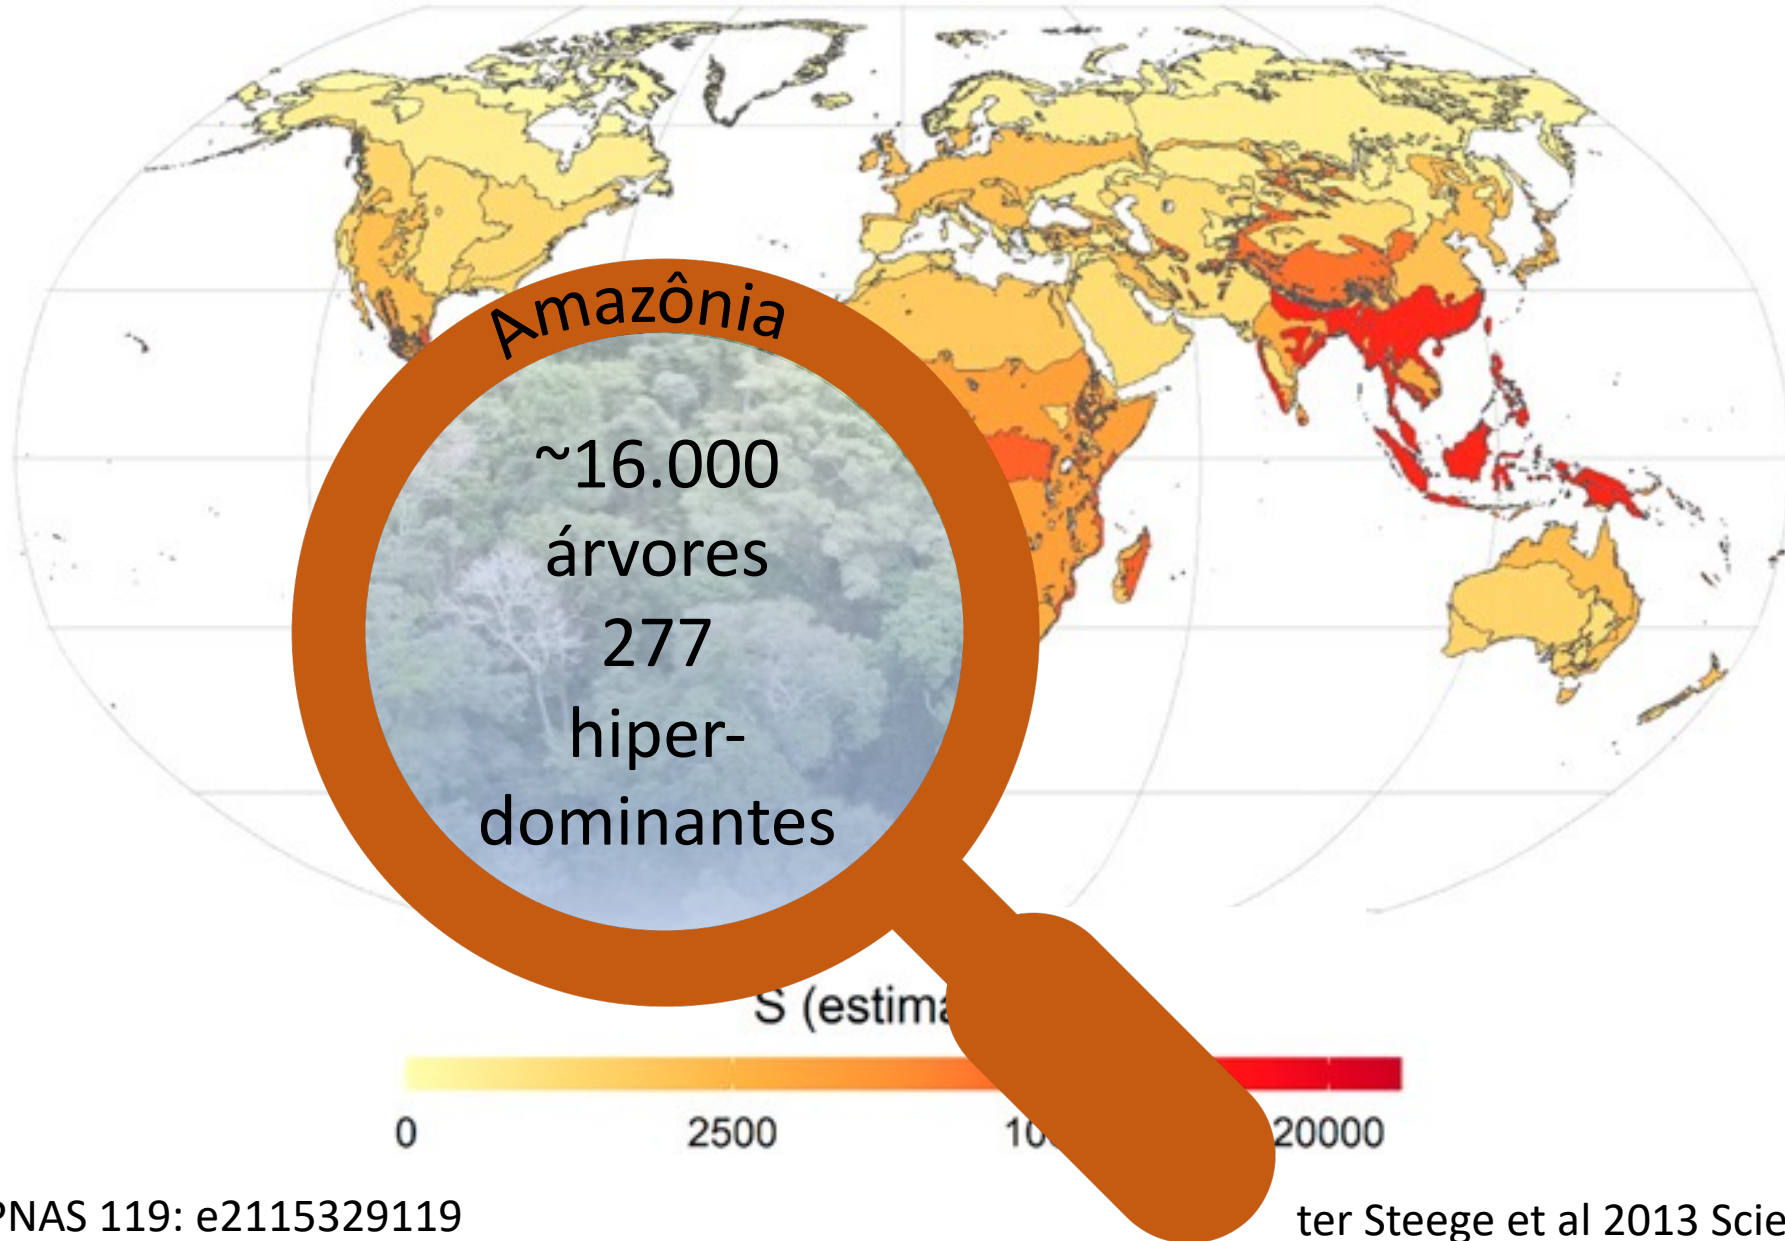 Amazônia
~16.000
árvores
277
hiper-
dominantes
S (estima
0 2500 20000
PNAS 119: e2115329119
ter Steege et al 2013 Scie